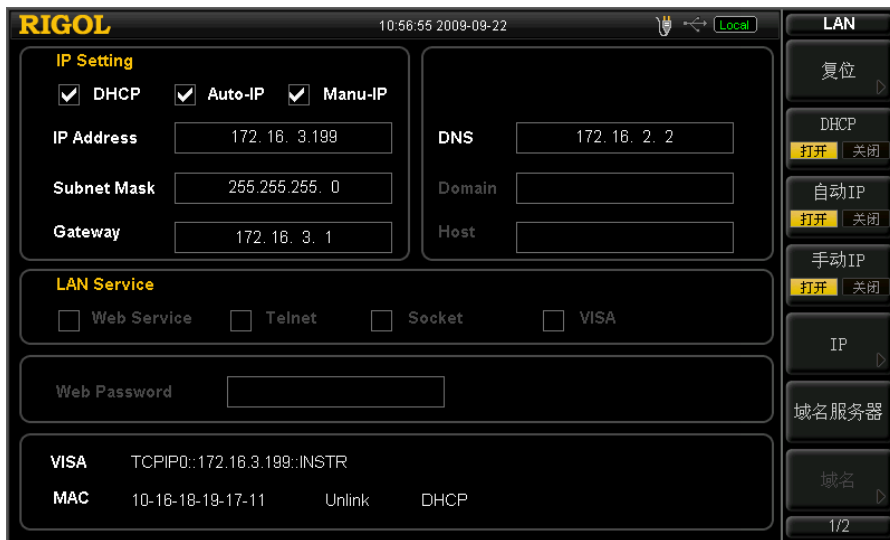 RIGOL 10:56:55 2009-09-22 Local
IP Setting
DHCP Auto-IP Manu-IP
IP Address 172. 16. 3.199
Subnet Mask 255.255.255. 0
Gateway 172. 16. 3. 1
DNS 172. 16. 2. 2
Domain
Host
LAN Service
Web Service Telnet Socket VISA
Web Password
VISA TCPIP0::172.16.3.199::INSTR
MAC 10-16-18-19-17-11 Unlink DHCP
LAN
复位
DHCP
打开 关闭
自动IP
打开 关闭
手动IP
打开 关闭
IP
域名服务器
域名
1/2